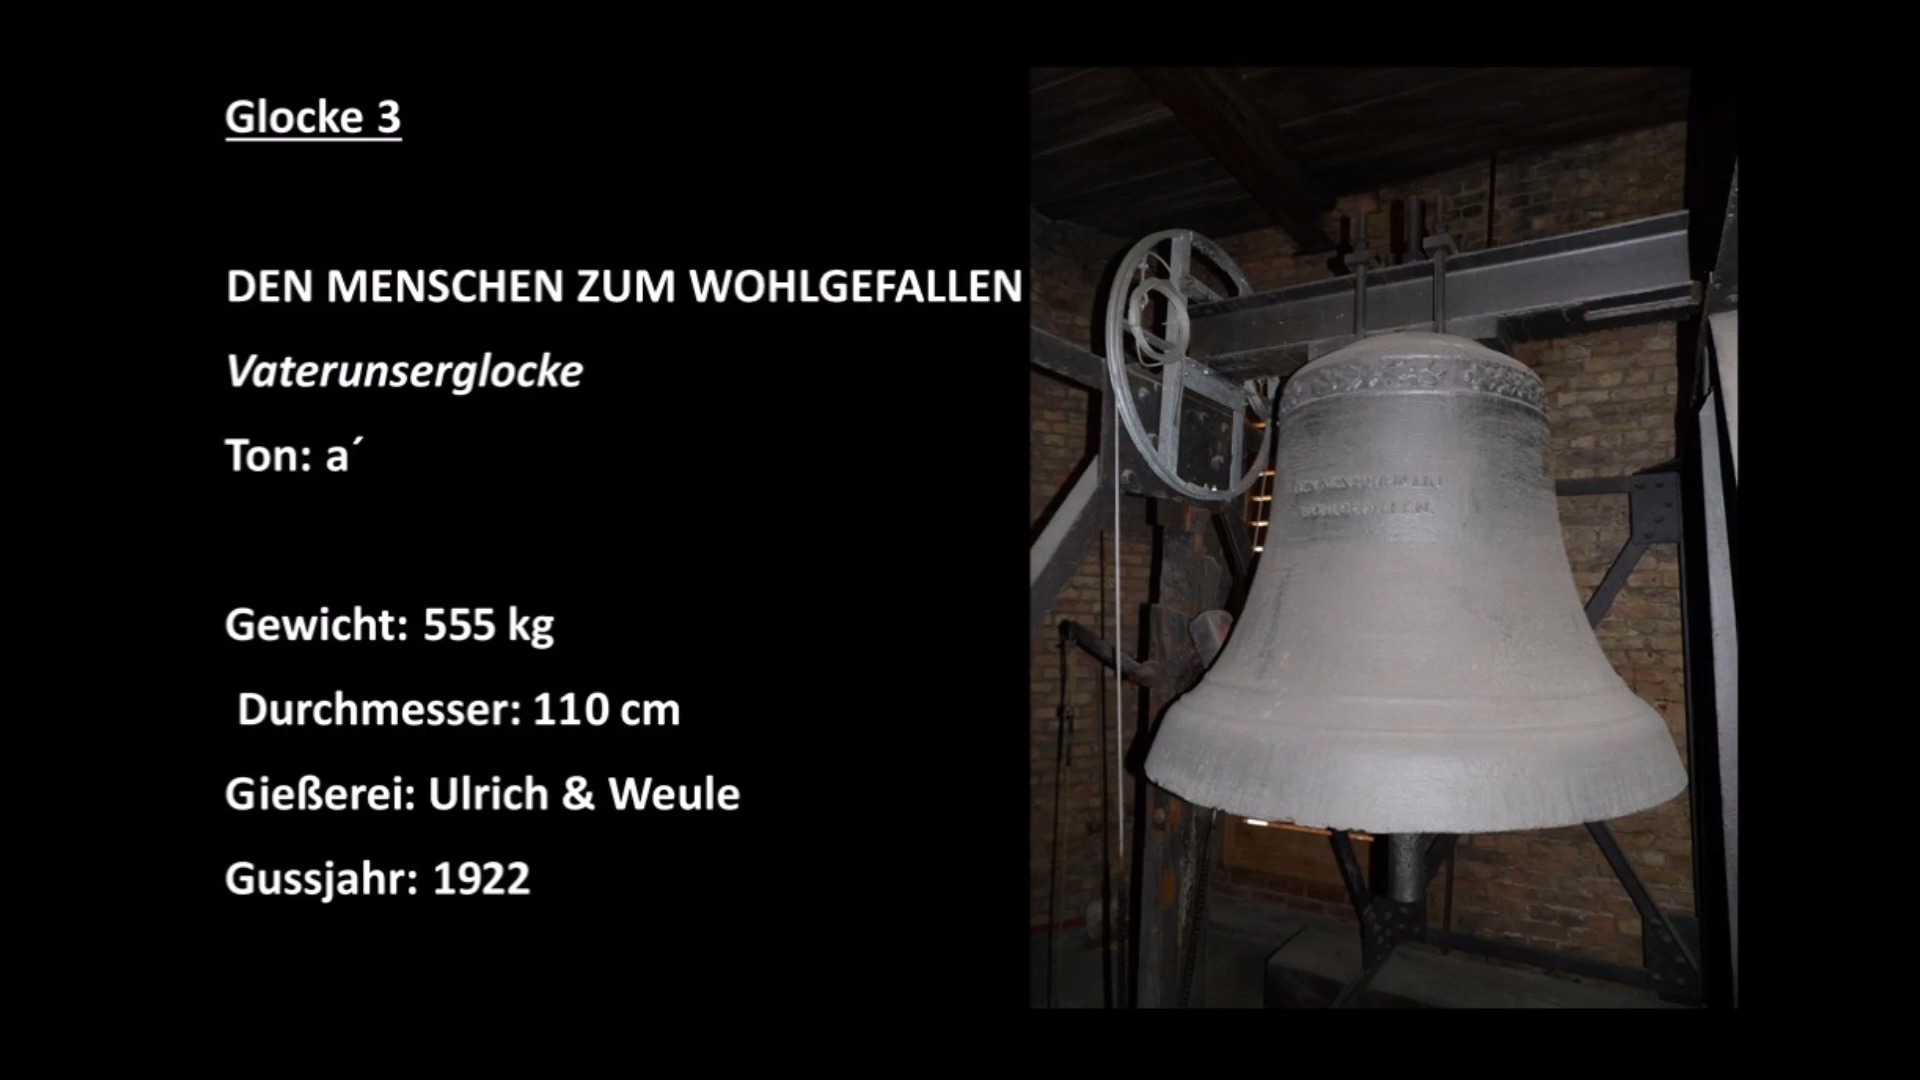 Glocke 3
DEN MENSCHEN ZUM WOHLGEFALLEN
Vaterunserglocke
Ton: a´
Gewicht: 555 kg
Durchmesser: 110 cm
Gießerei: Ulrich & Weule
Gussjahr: 1922
WOHLGEFALLEN